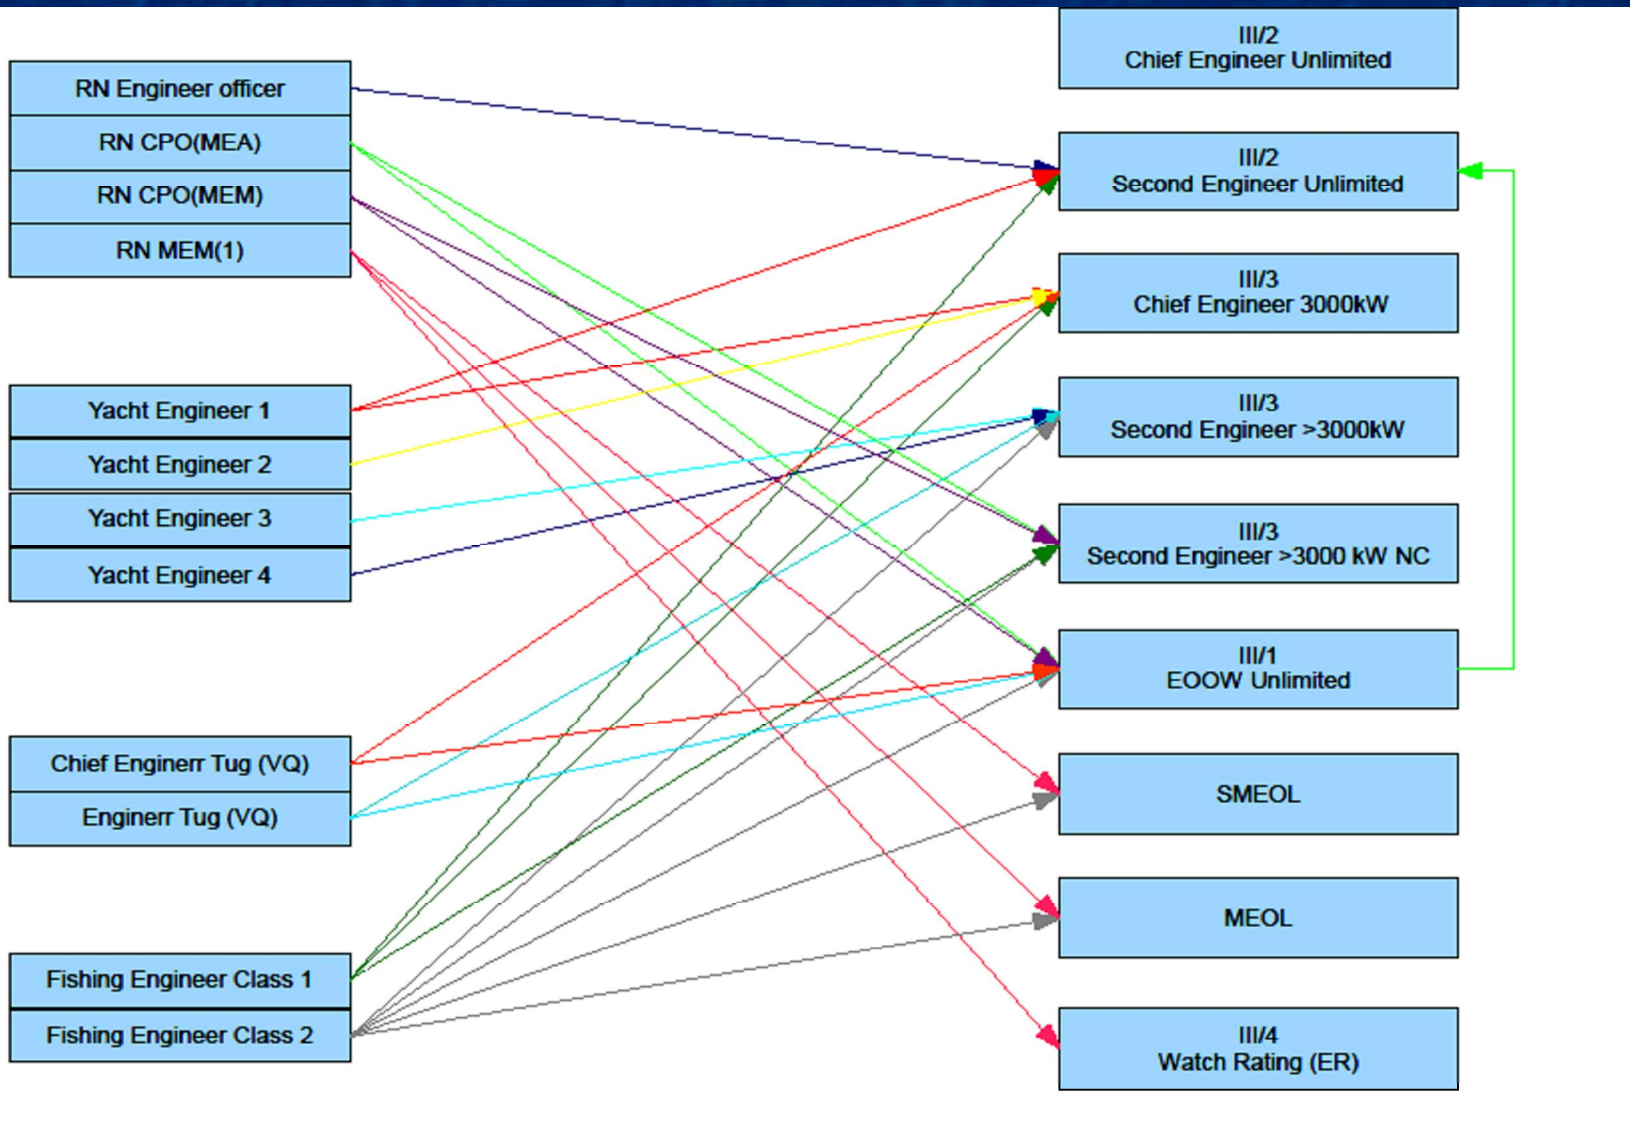 RN Engineer officer
RN CPO(MEA)
RN CPO(MEM)
RN MEM(1)
Yacht Engineer 1
Yacht Engineer 2
Yacht Engineer 3
Yacht Engineer 4
Chief Enginerr Tug (VQ)
Enginerr Tug (VQ)
Fishing Engineer Class 1
Fishing Engineer Class 2
III/2
Chief Engineer Unlimited
III/2
Second Engineer Unlimited
III/3
Chief Engineer 3000kW
III/3
Second Engineer >3000kW
III/3
Second Engineer >3000 kW NC
III/1
EOOW Unlimited
SMEOL
MEOL
III/4
Watch Rating (ER)